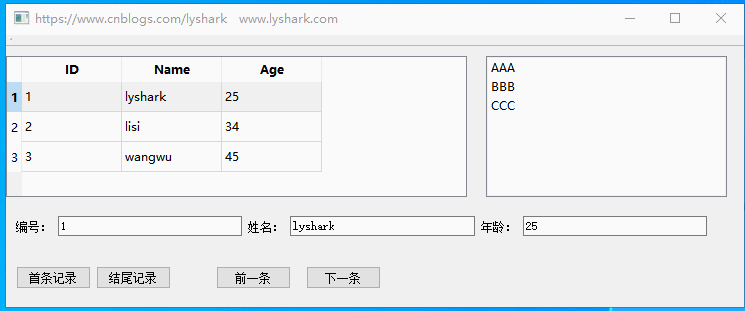 https://www.cnblogs.com/lyshark www.lyshark.com
ID Name Age
1 1 lyshark 25
2 2 lisi 34
3 3 wangwu 45
AAA
BBB
CCC
编号： 1 姓名： lyshark 年龄： 25
首条记录 结尾记录 前一条 下一条